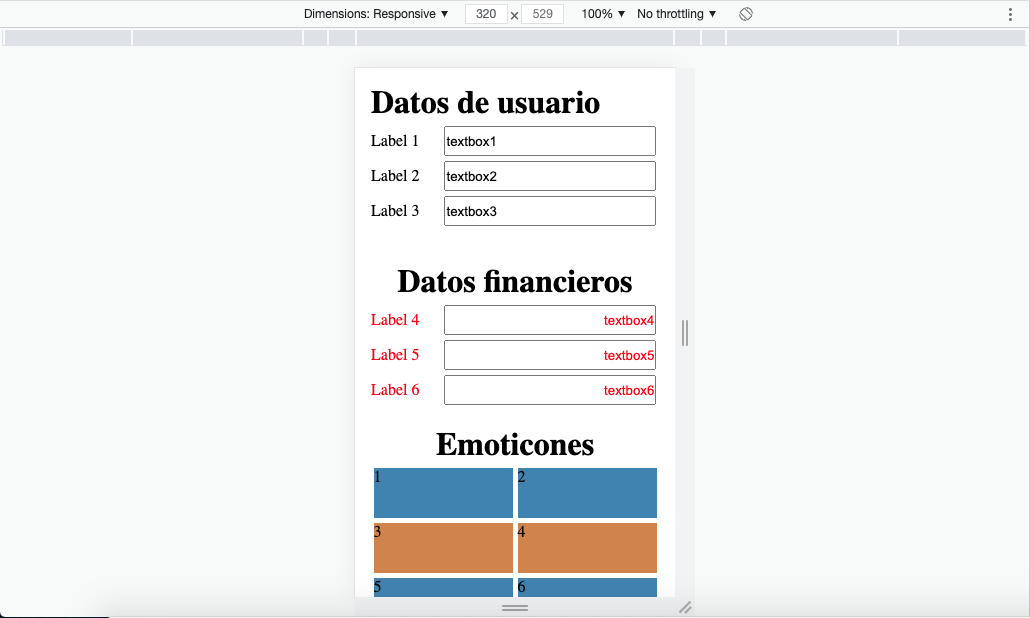 Dimensions: Responsive ▼ 320 × 529 100% ▼ No throttling ▼
Datos de usuario
Label 1 textbox1
Label 2 textbox2
Label 3 textbox3
Datos financieros
Label 4 textbox4
Label 5 textbox5
Label 6 textbox6
Emoticones
1 2
3 4
5 6